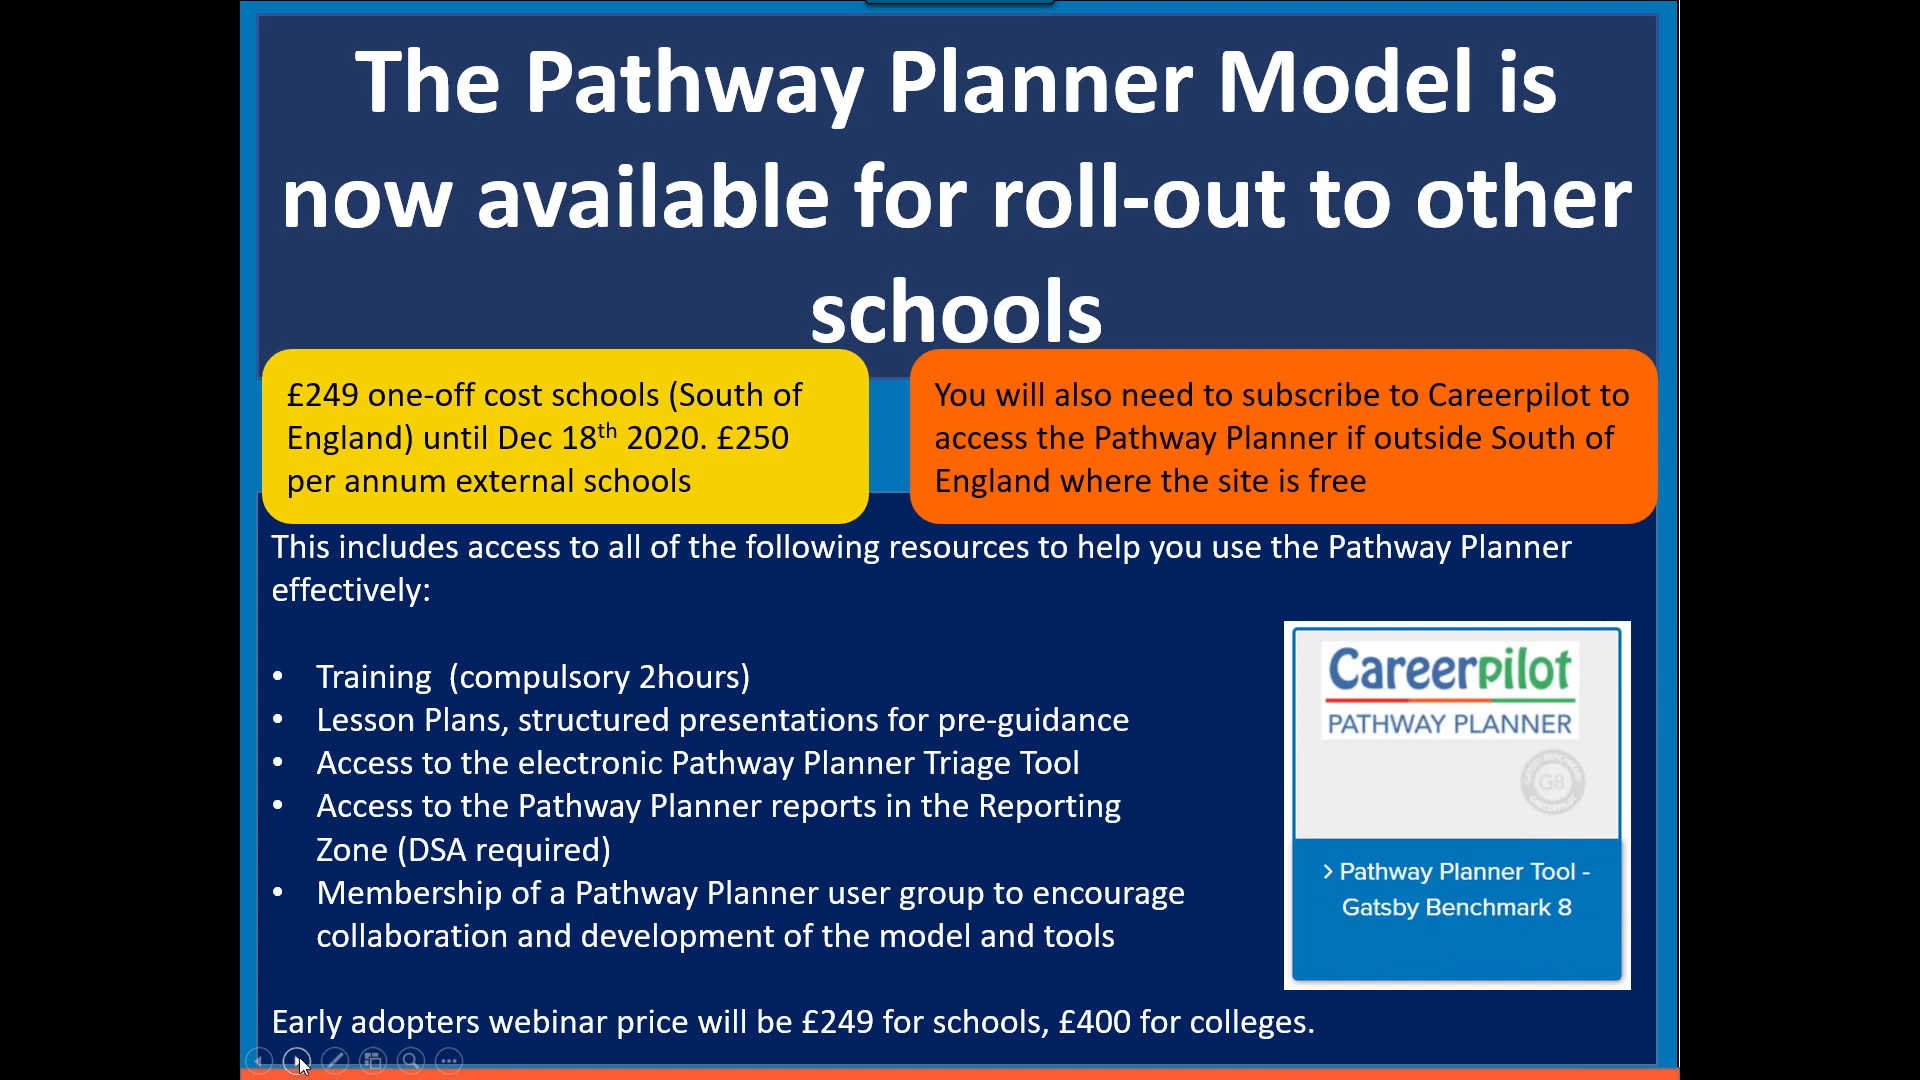 The Pathway Planner Model is
now available for roll-out to other
schools
£249 one-off cost schools (South of
England) until Dec 18th 2020. £250
per annum external schools
You will also need to subscribe to Careerpilot to
access the Pathway Planner if outside South of
England where the site is free
This includes access to all of the following resources to help you use the Pathway Planner
effectively:
• Training  (compulsory 2hours)
• Lesson Plans, structured presentations for pre-guidance
• Access to the electronic Pathway Planner Triage Tool
• Access to the Pathway Planner reports in the Reporting
Zone (DSA required)
• Membership of a Pathway Planner user group to encourage
collaboration and development of the model and tools
Early adopters webinar price will be £249 for schools, £400 for colleges.
Careerpilot
PATHWAY PLANNER
G8
> Pathway Planner Tool -
Gatsby Benchmark 8